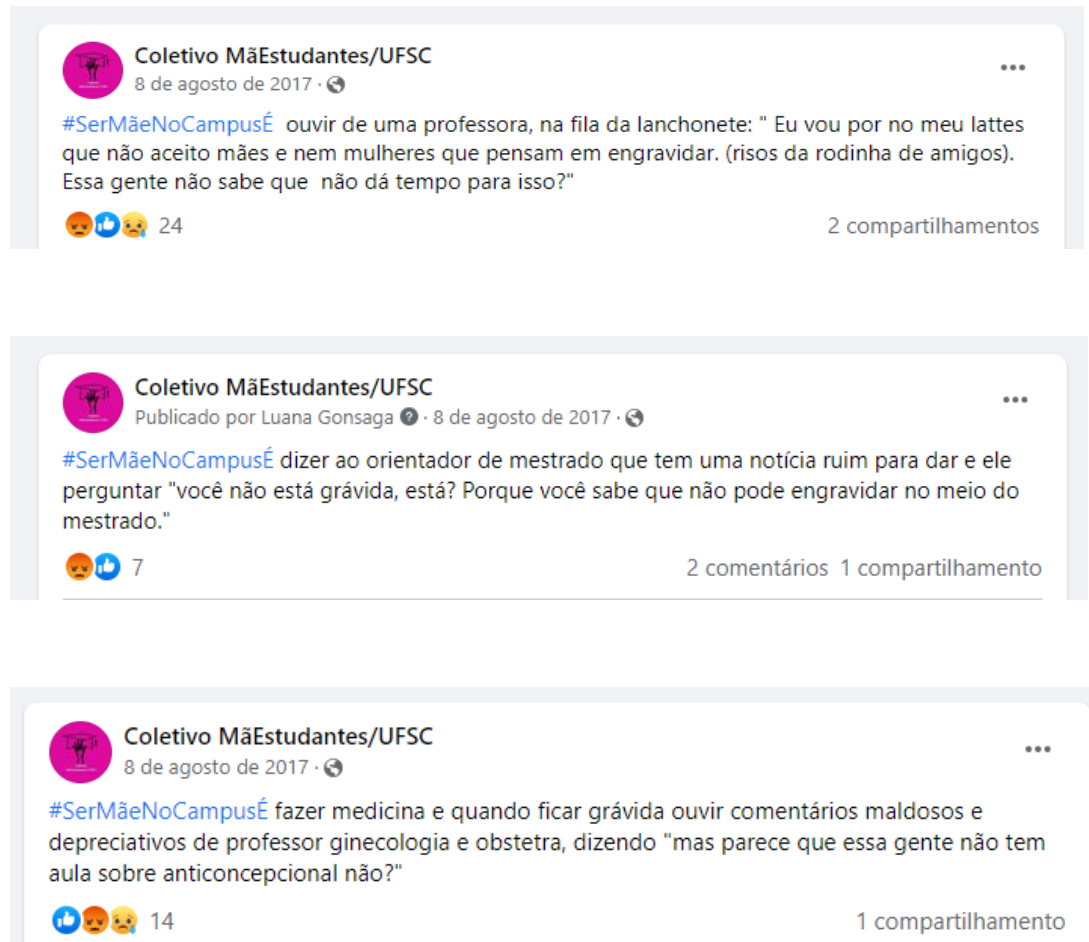 Coletivo MãEstudantes/UFSC
8 de agosto de 2017 ·
#SerMãeNoCampusÉ ouvir de uma professora, na fila da lanchonete: " Eu vou por no meu lattes
que não aceito mães e nem mulheres que pensam em engravidar. (risos da rodinha de amigos).
Essa gente não sabe que não dá tempo para isso?"
24 2 compartilhamentos
Coletivo MãEstudantes/UFSC
Publicado por Luana Gonsaga · 8 de agosto de 2017 ·
#SerMãeNoCampusÉ dizer ao orientador de mestrado que tem uma notícia ruim para dar e ele
perguntar "você não está grávida, está? Porque você sabe que não pode engravidar no meio do
mestrado."
7 2 comentários 1 compartilhamento
Coletivo MãEstudantes/UFSC
8 de agosto de 2017 ·
#SerMãeNoCampusÉ fazer medicina e quando ficar grávida ouvir comentários maldosos e
depreciativos de professor ginecologia e obstetra, dizendo "mas parece que essa gente não tem
aula sobre anticoncepcional não?"
14 1 compartilhamento